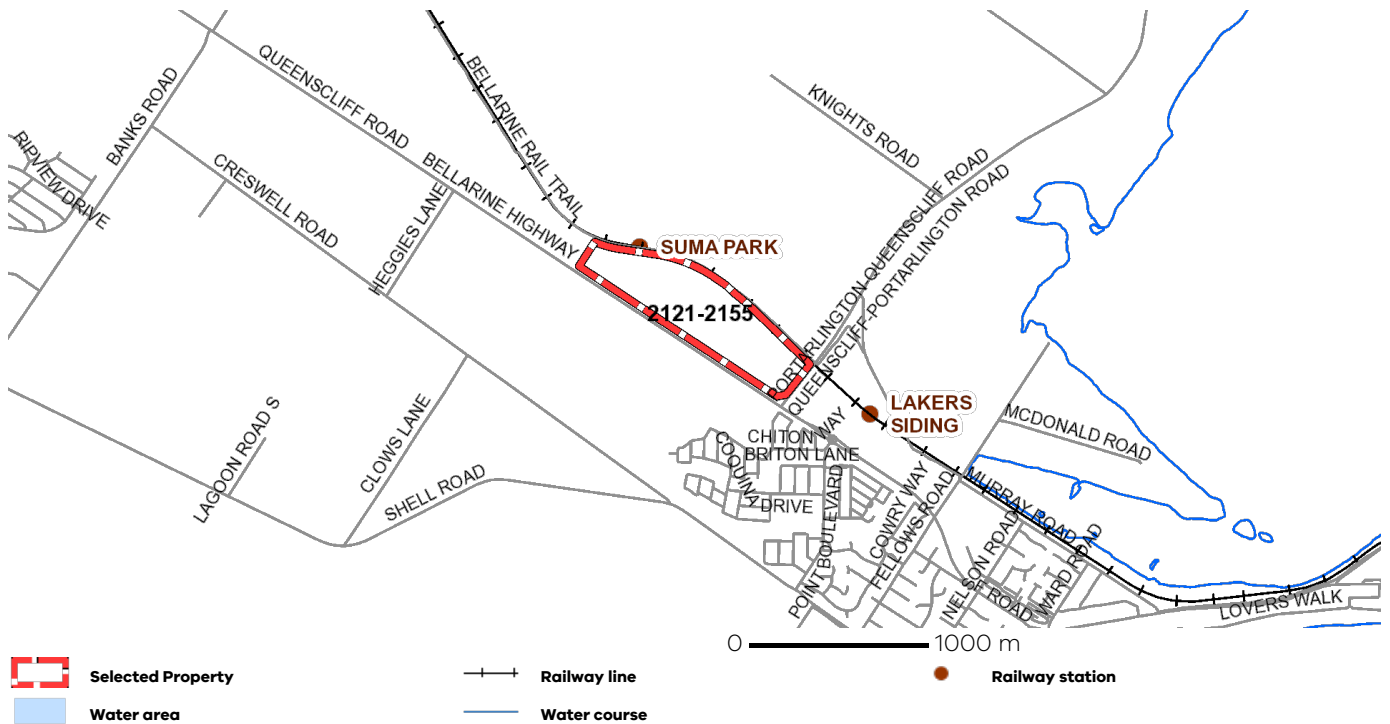 QUEENSCLIFF ROAD
BELLARINE RAIL TRAIL
BANKS ROAD
KNIGHTS ROAD
RIPVIEW DRIVE
CRESWELL ROAD
BELLARINE HIGHWAY
HEGGIES LANE
PORTARLINGTON QUEENSCLIFF ROAD
QUEENSCLIFF-PORTARLINGTON ROAD
SUMA PARK
2121-2155
LAKERS
SIDING
CHITON WAY
BRITON LANE
COQUINA
DRIVE
MCDONALD ROAD
LAGOON ROAD S
CLOWS LANE
SHELL ROAD
POINT BOULEVARD
COWRY WAY
FELLOWS ROAD
MURRAY ROAD
NELSON ROAD
FF ROAD
WARD ROAD
LOVERS WALK
0 1000 m
Selected Property
Railway line
Railway station
Water area
Water course